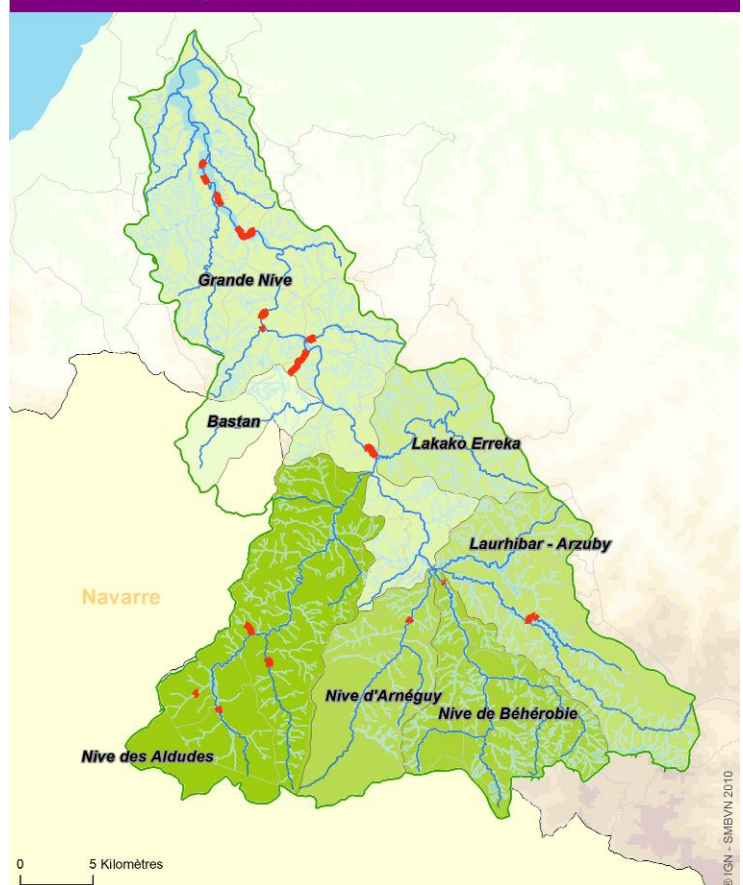 Grande Nive
Bastan
Lakako Erreka
Laurhibar - Arzuby
Navarre
Nive d'Arnéguy
Nive de Béhérobie
Nive des Aldudes
0 5 Kilomètres
© IGN - SMBVN 2010